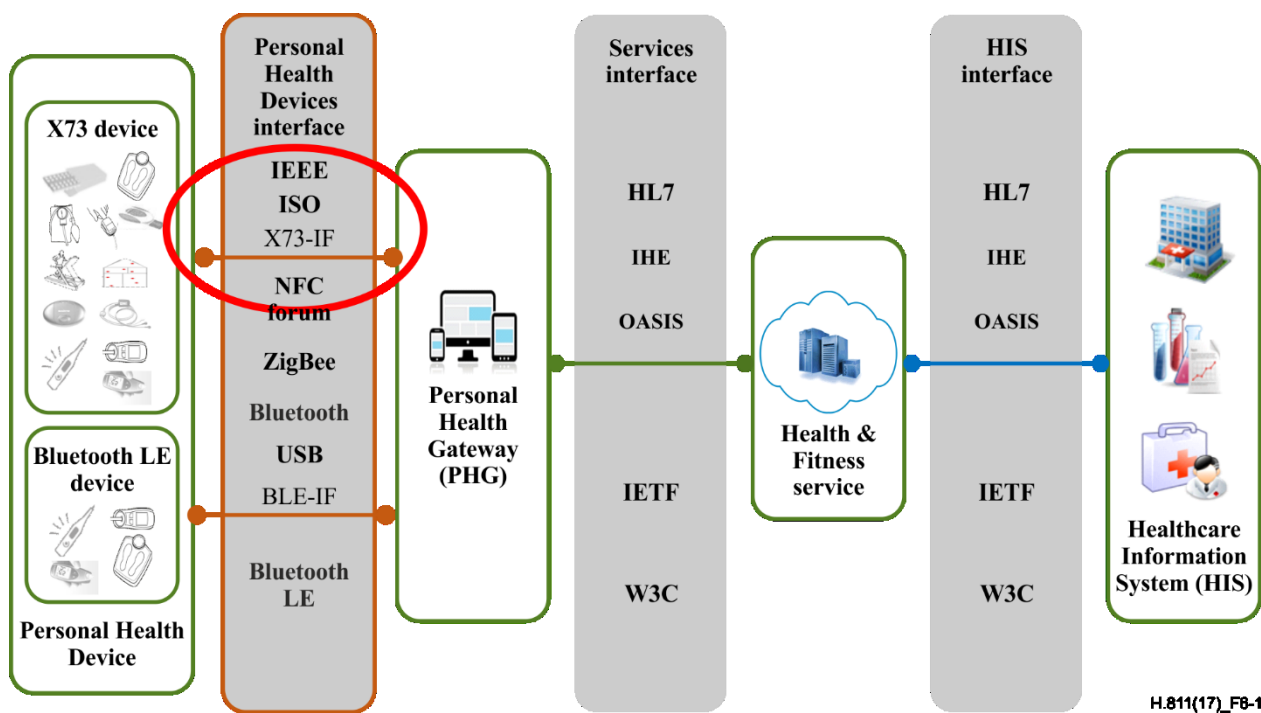 X73 device
Bluetooth LE
device
Personal Health
Device
Personal
Health
Devices
interface
IEEE
ISO
X73-IF
NFC
forum
ZigBee
Bluetooth
USB
BLE-IF
Bluetooth
LE
Personal
Health
Gateway
(PHG)
Services
interface
HL7
IHE
OASIS
IETF
W3C
Health &
Fitness
service
HIS
interface
HL7
IHE
OASIS
IETF
W3C
Healthcare
Information
System (HIS)
H.811(17)_F6-1